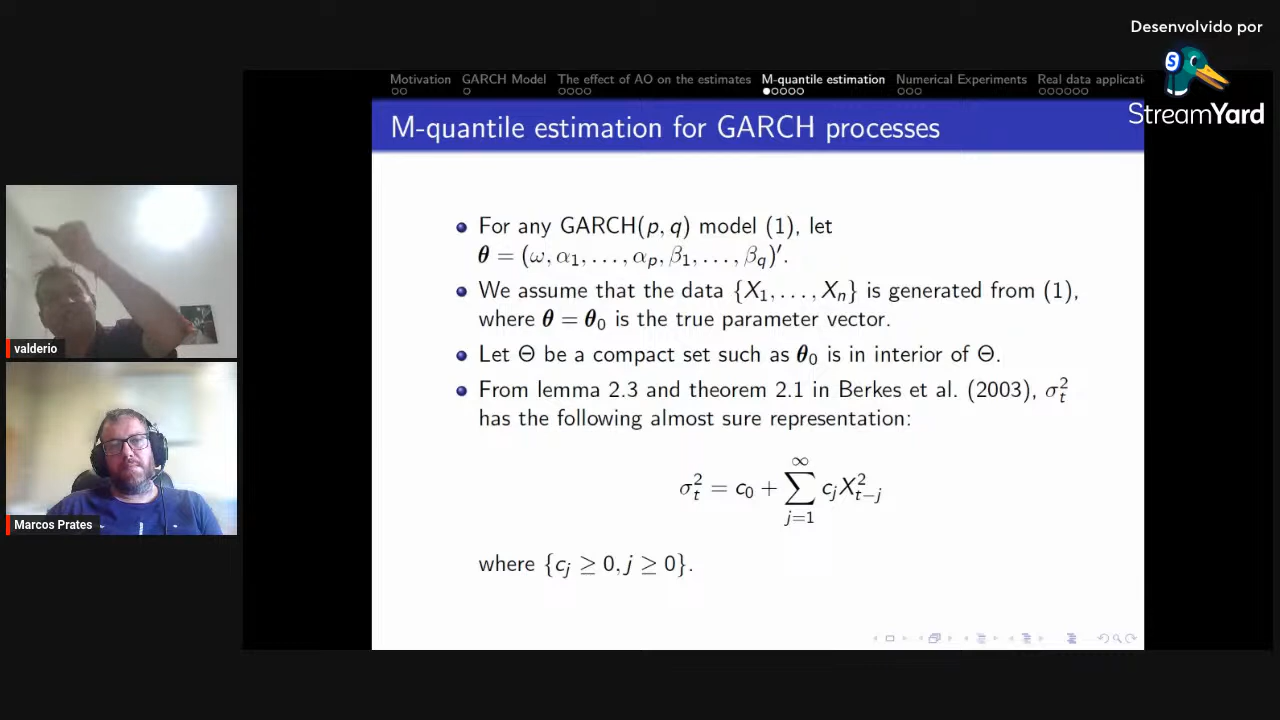 Desenvolvido por
StreamYard
Motivation GARCH Model The effect of AO on the estimates M-quantile estimation Numerical Experiments Real data applicati
M-quantile estimation for GARCH processes
For any GARCH(p, q) model (1), let
θ = (ω, α₁, . . . , αₚ, β₁, . . . , β_q)′.
We assume that the data {X₁, . . . , Xₙ} is generated from (1),
where θ = θ₀ is the true parameter vector.
Let Θ be a compact set such as θ₀ is in interior of Θ.
From lemma 2.3 and theorem 2.1 in Berkes et al. (2003), σₜ²
has the following almost sure representation:
σₜ² = c₀ + ∑_{j=1}^{∞} cⱼX²_{t−j}
where {cⱼ ≥ 0, j ≥ 0}.
valderio
Marcos Prates